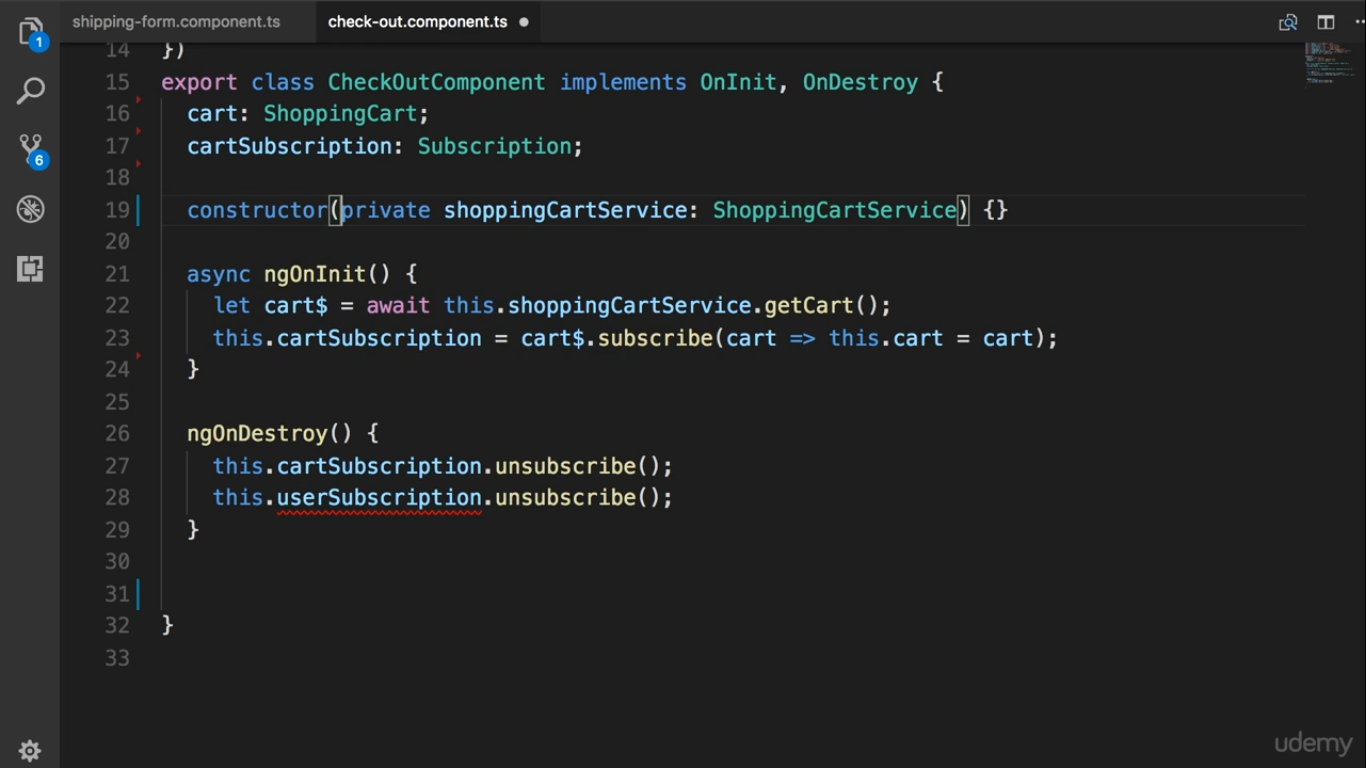 shipping-form.component.ts check-out.component.ts
1
6
14 })
15 export class CheckOutComponent implements OnInit, OnDestroy {
16 cart: ShoppingCart;
17 cartSubscription: Subscription;
18
19 constructor(private shoppingCartService: ShoppingCartService) {}
20
21 async ngOnInit() {
22 let cart$ = await this.shoppingCartService.getCart();
23 this.cartSubscription = cart$.subscribe(cart => this.cart = cart);
24 }
25
26 ngOnDestroy() {
27 this.cartSubscription.unsubscribe();
28 this.userSubscription.unsubscribe();
29 }
30
31
32 }
33
udemy